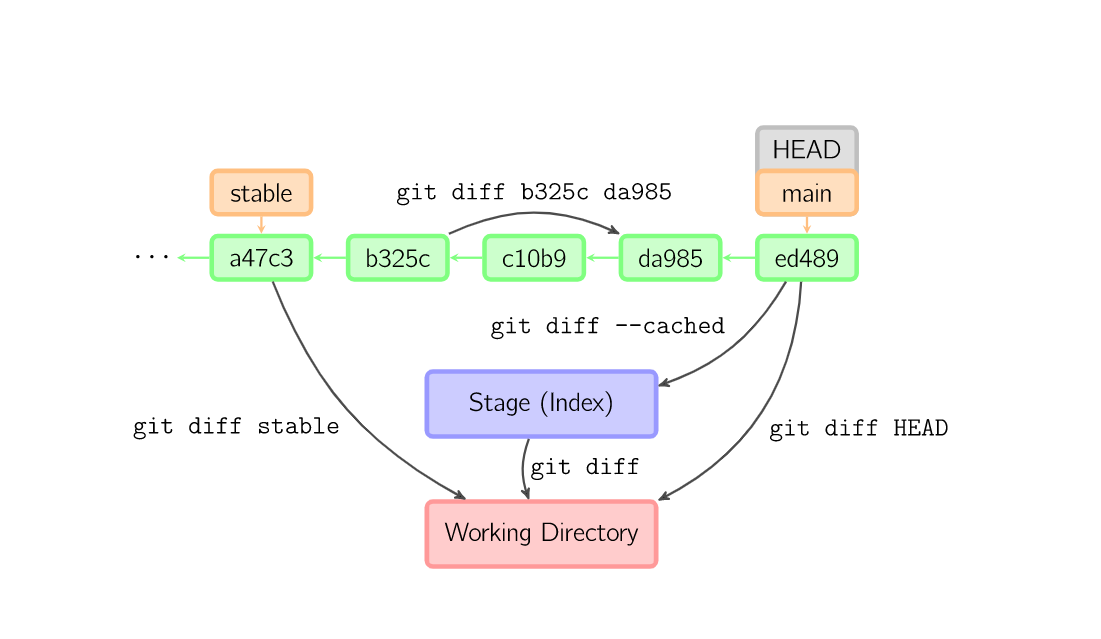 HEAD
stable
git diff b325c da985
main
···
a47c3
b325c
c10b9
da985
ed489
git diff --cached
Stage (Index)
git diff stable
git diff HEAD
git diff
Working Directory